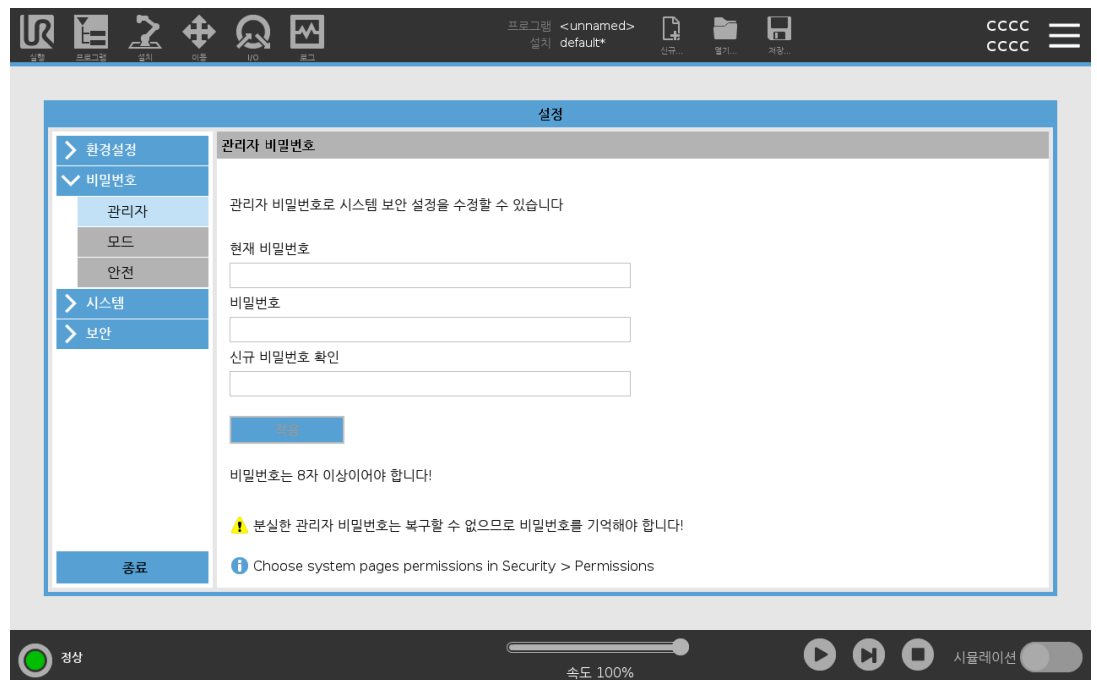 UR
실행 프로그램 설치 이동 I/O 로그
프로그램 <unnamed>
설치 default*
신규... 열기... 저장...
cccc
cccc
설정
환경설정
비밀번호
관리자
모드
안전
시스템
보안
종료
관리자 비밀번호
관리자 비밀번호로 시스템 보안 설정을 수정할 수 있습니다
현재 비밀번호
비밀번호
신규 비밀번호 확인
적용
비밀번호는 8자 이상이어야 합니다!
분실한 관리자 비밀번호는 복구할 수 없으므로 비밀번호를 기억해야 합니다!
Choose system pages permissions in Security > Permissions
정상
속도 100%
시뮬레이션